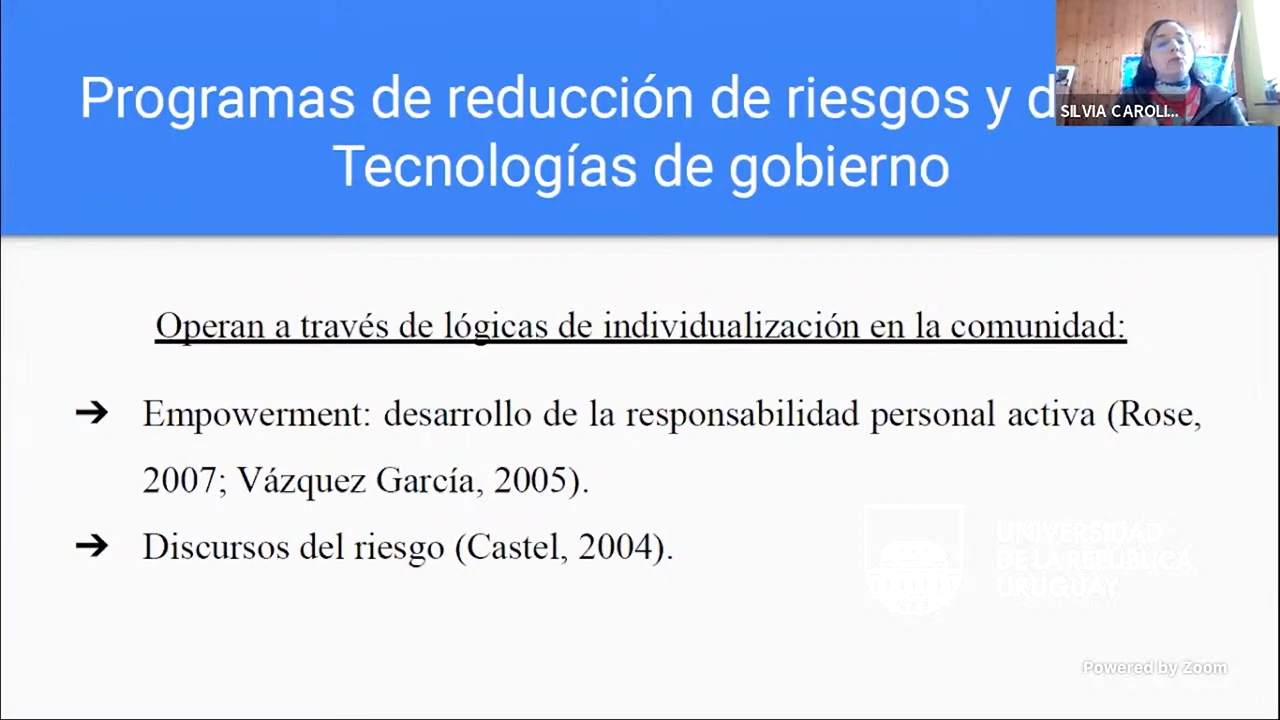 Programas de reducción de riesgos y d
SILVIA CAROLI...
Tecnologías de gobierno
Operan a través de lógicas de individualización en la comunidad:
➔ Empowerment: desarrollo de la responsabilidad personal activa (Rose,
2007; Vázquez García, 2005).
➔ Discursos del riesgo (Castel, 2004).
UNIVERSIDAD
DE LA REPÚBLICA
URUGUAY
Powered by Zoom